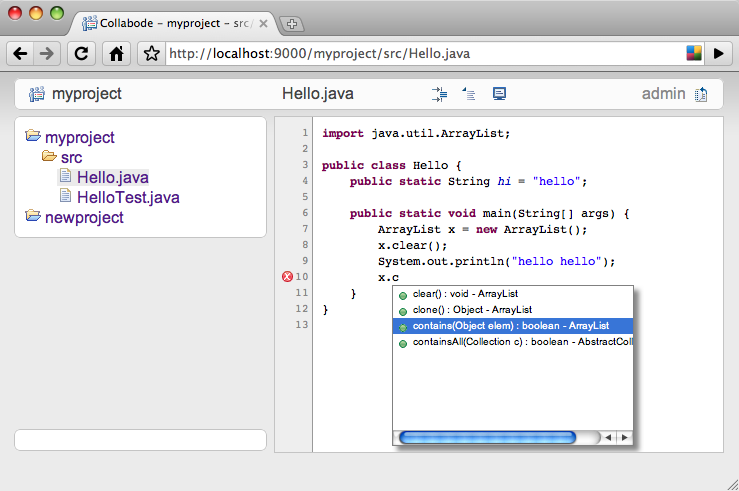 Collabode - myproject - src/
http://localhost:9000/myproject/src/Hello.java
myproject Hello.java admin
myproject
src
Hello.java
HelloTest.java
newproject
1 import java.util.ArrayList;
2
3 public class Hello {
4 public static String hi = "hello";
5
6 public static void main(String[] args) {
7 ArrayList x = new ArrayList();
8 x.clear();
9 System.out.println("hello hello");
10 x.c
11 }
12 }
13
clear() : void - ArrayList
clone() : Object - ArrayList
contains(Object elem) : boolean - ArrayList
containsAll(Collection c) : boolean - AbstractColl